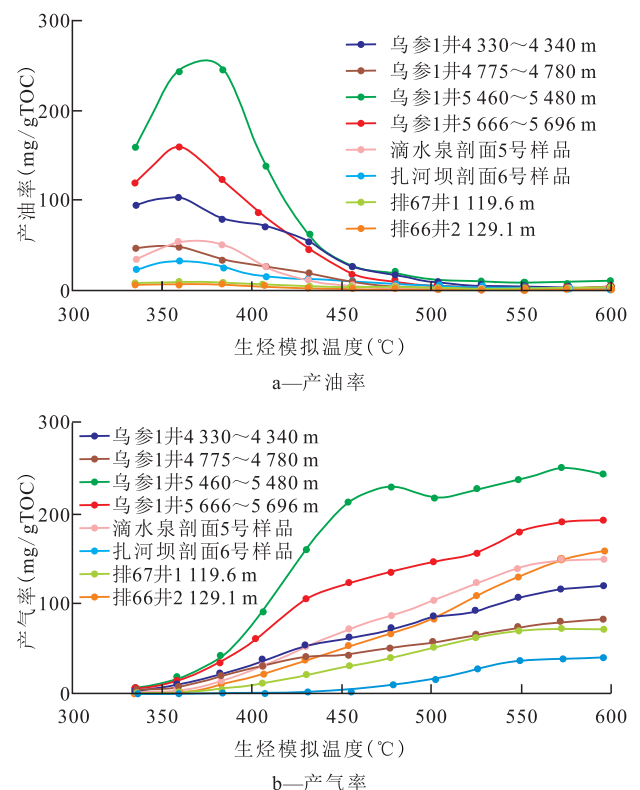 300
200
100
0
产油率(mg/gTOC)
乌参1井4 330～4 340 m
乌参1井4 775～4 780 m
乌参1井5 460～5 480 m
乌参1井5 666～5 696 m
滴水泉剖面5号样品
扎河坝剖面6号样品
排67井1 119.6 m
排66井2 129.1 m
300 350 400 450 500 550 600
生烃模拟温度(℃)
a—产油率
300
200
100
0
产气率(mg/gTOC)
乌参1井4 330～4 340 m
乌参1井4 775～4 780 m
乌参1井5 460～5 480 m
乌参1井5 666～5 696 m
滴水泉剖面5号样品
扎河坝剖面6号样品
排67井1 119.6 m
排66井2 129.1 m
300 350 400 450 500 550 600
生烃模拟温度(℃)
b—产气率